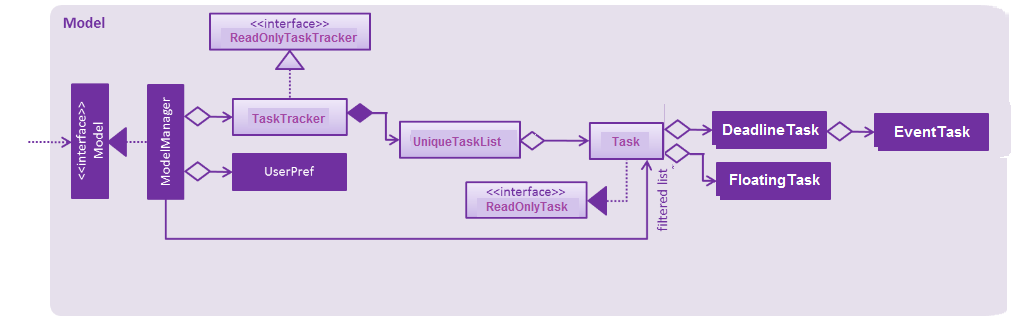 Model
<<interface>>
ReadOnlyTaskTracker
<<interface>>
Model
ModelManager
TaskTracker
UserPref
UniqueTaskList
Task
<<interface>>
ReadOnlyTask
filtered list
DeadlineTask
EventTask
FloatingTask